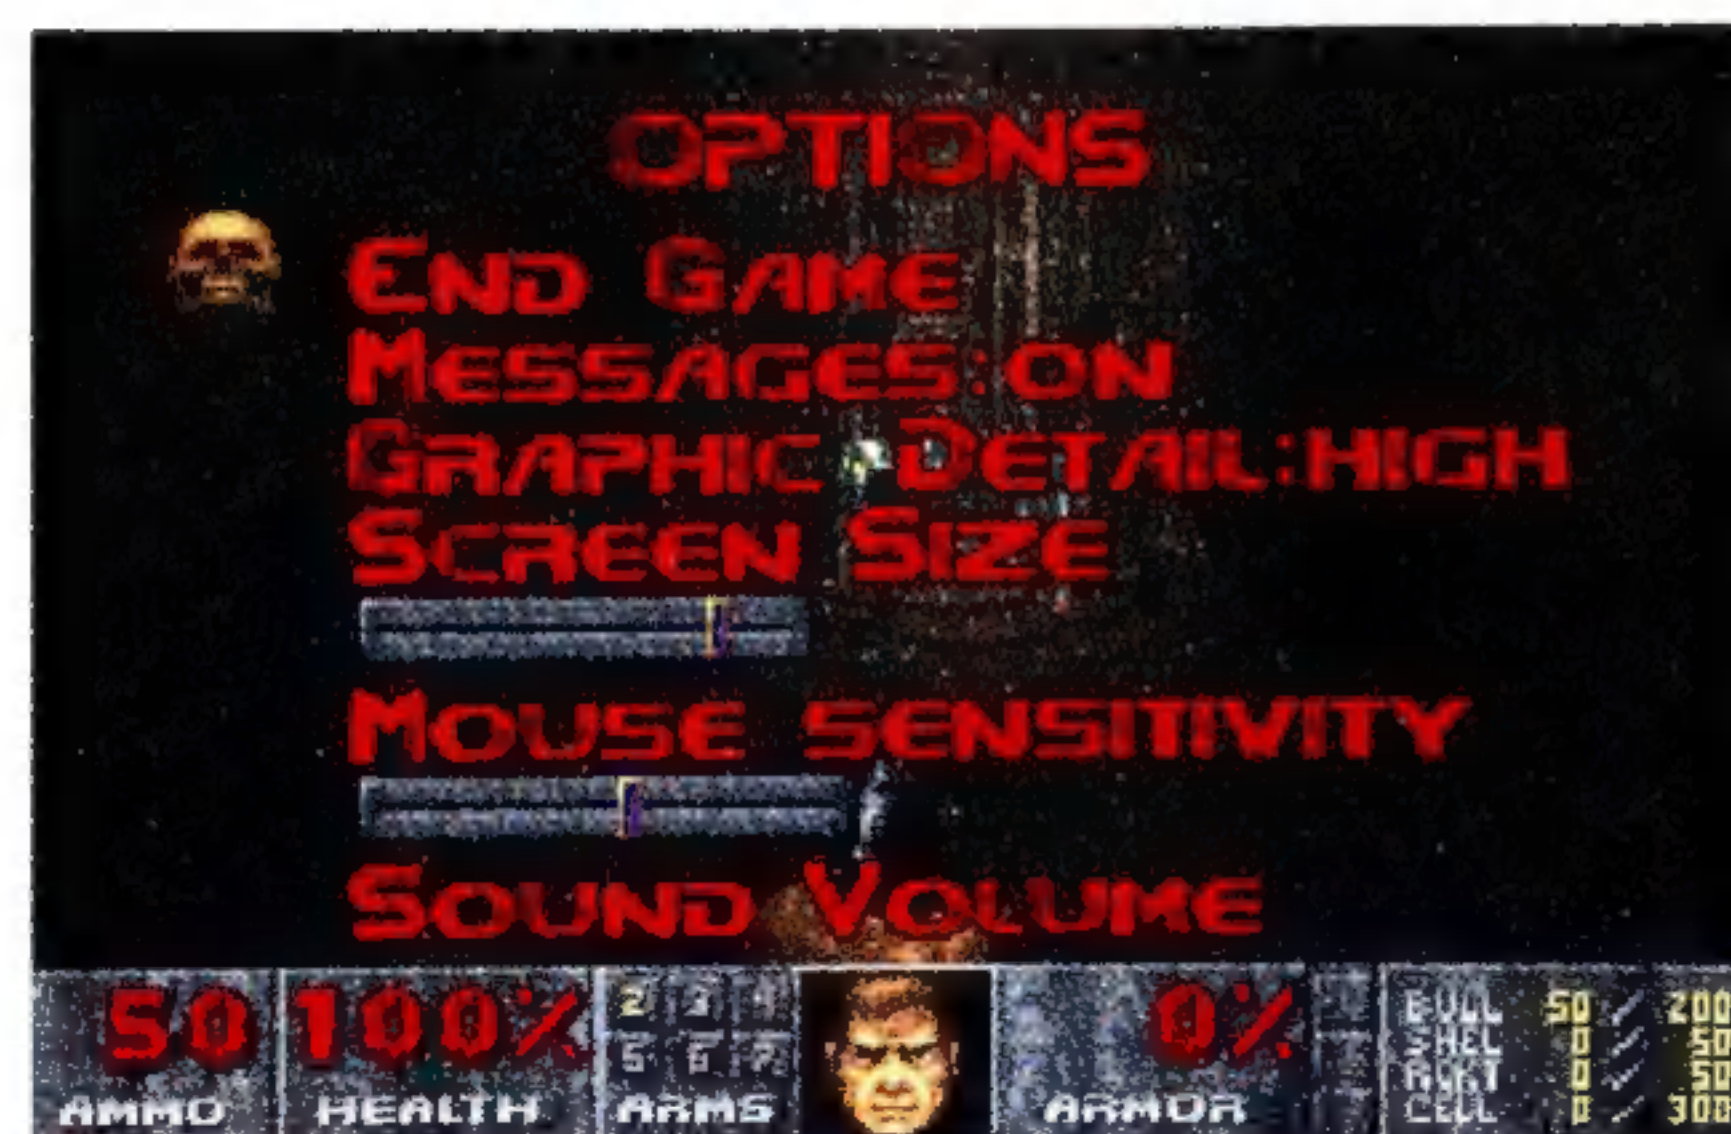 OPTIONS
END GAME
MESSAGES:ON
GRAPHIC DETAIL:HIGH
SCREEN SIZE
MOUSE SENSITIVITY
SOUND VOLUME
50 100% 2 3 4 0% BULL 50 / 200
5 6 7 SHEL 0 / 50
RCKT 0 / 50
AMMO HEALTH ARMS ARMOR CELL 0 / 300